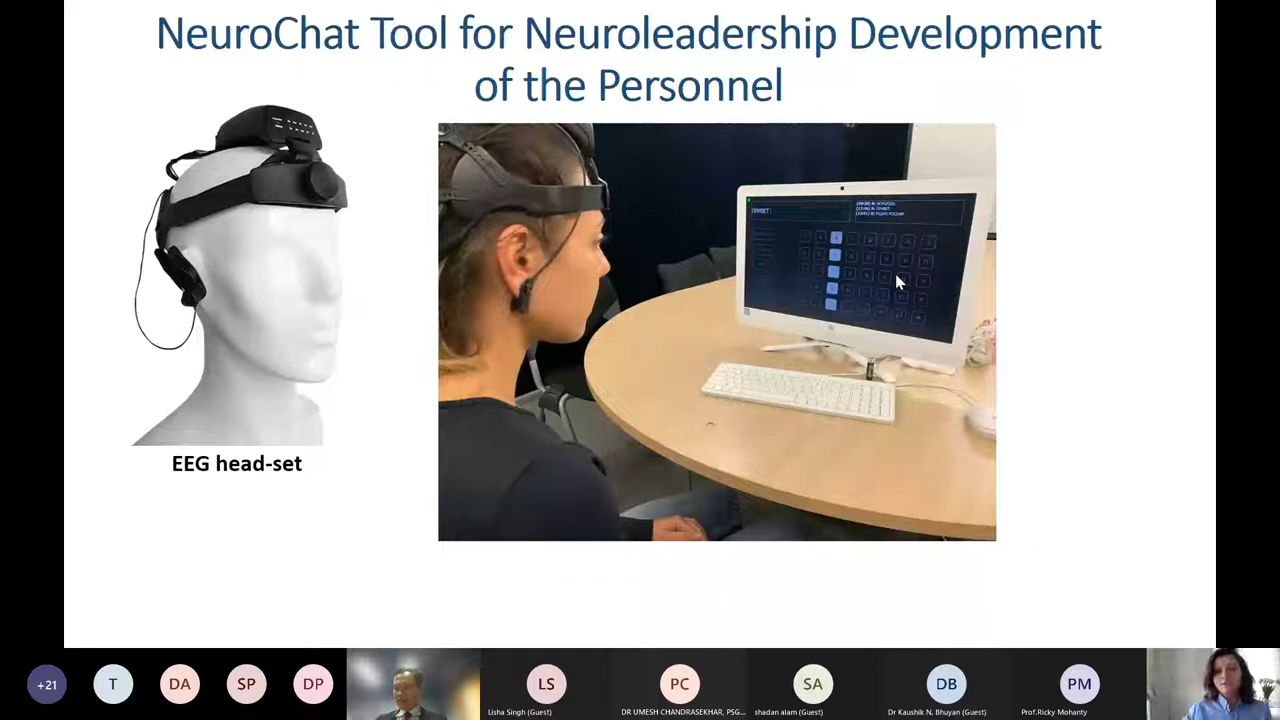 NeuroChat Tool for Neuroleadership Development
of the Personnel
EEG head-set
+21
T
DA
SP
DP
LS
PC
SA
DB
PM
Lisha Singh (Guest)
DR UMESH CHANDRASEKHAR, PSG...
shadan alam (Guest)
Dr Kaushik N, Bhuyan (Guest)
Prof.Ricky Mohanty